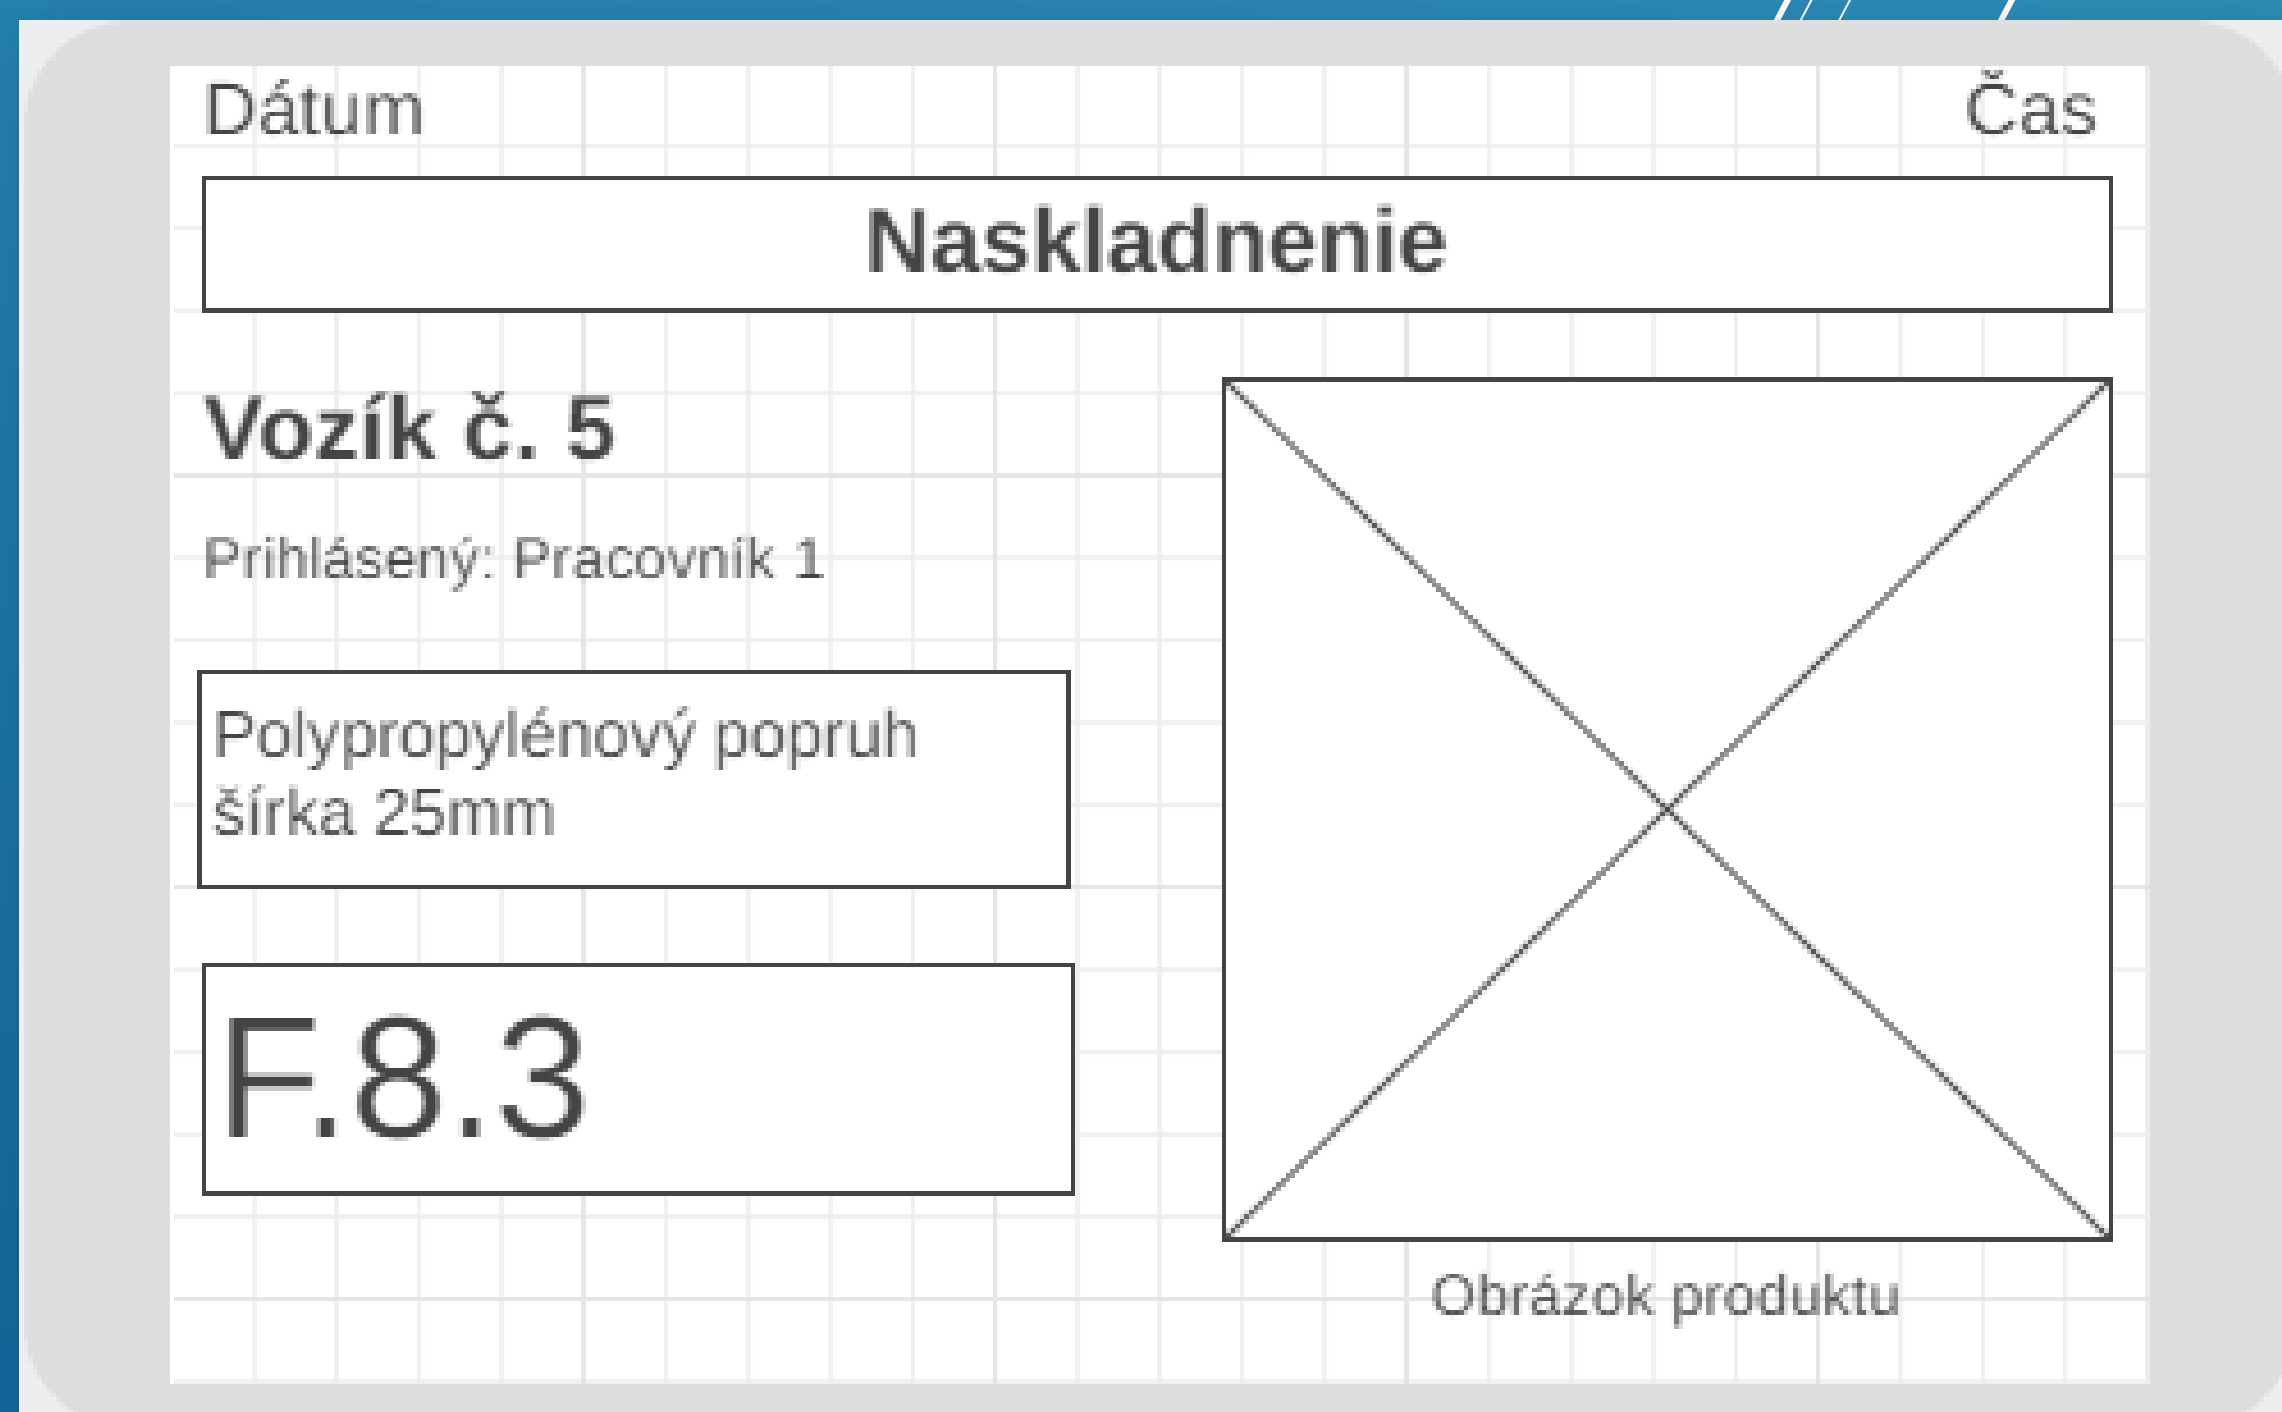 Dátum
Čas
Naskladnenie
Vozík č. 5
Prihlásený: Pracovník 1
Polypropylénový popruh
šírka 25mm
F.8.3
Obrázok produktu